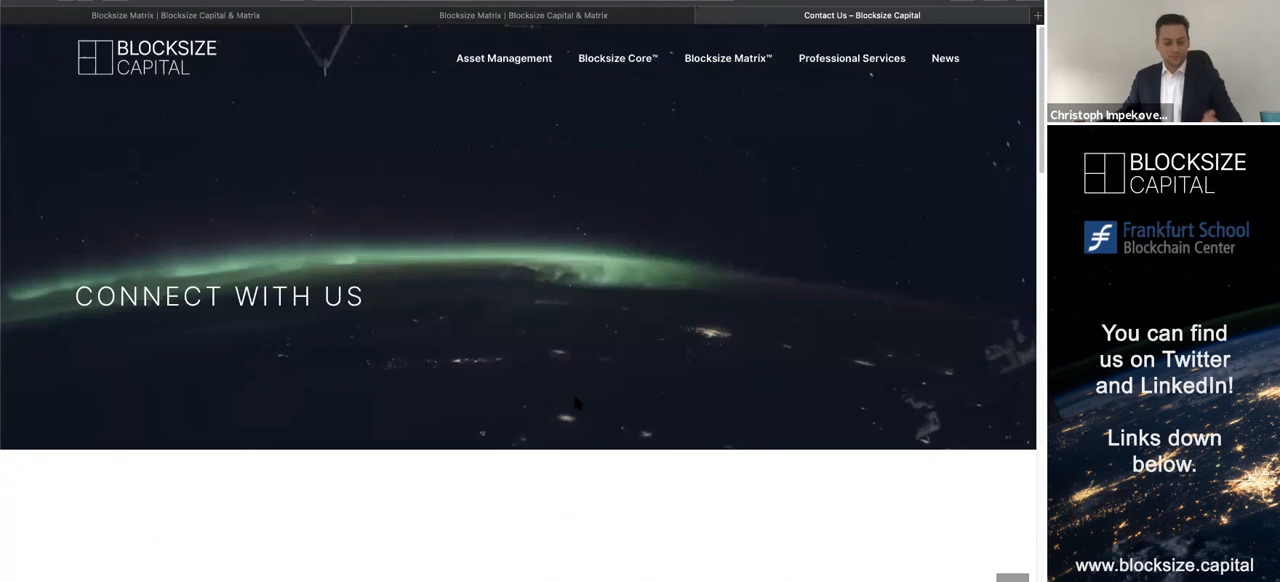 Blocksize Matrix | Blocksize Capital & Matrix
Blocksize Matrix | Blocksize Capital & Matrix
Contact Us – Blocksize Capital
+
BLOCKSIZE
CAPITAL
Asset Management
Blocksize Core™
Blocksize Matrix™
Professional Services
News
CONNECT WITH US
Christoph Impekove...
BLOCKSIZE
CAPITAL
Frankfurt School
Blockchain Center
You can find
us on Twitter
and LinkedIn!
Links down
below.
www.blocksize.capital